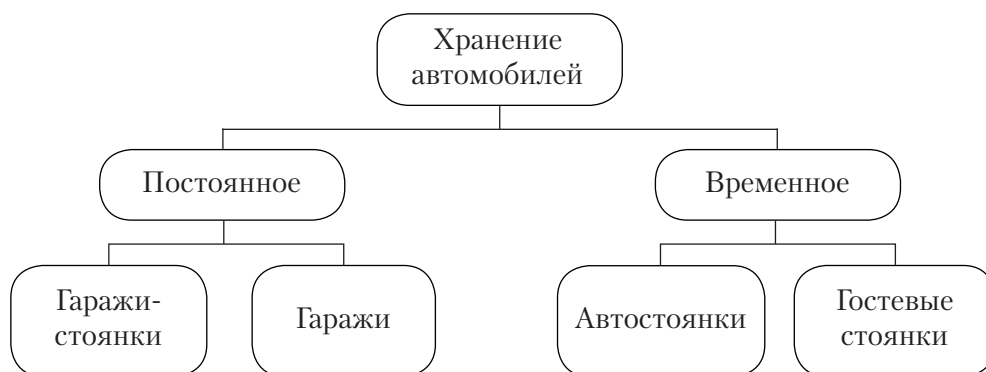 Хранение
автомобилей
Постоянное
Временное
Гаражи-
стоянки
Гаражи
Автостоянки
Гостевые
стоянки